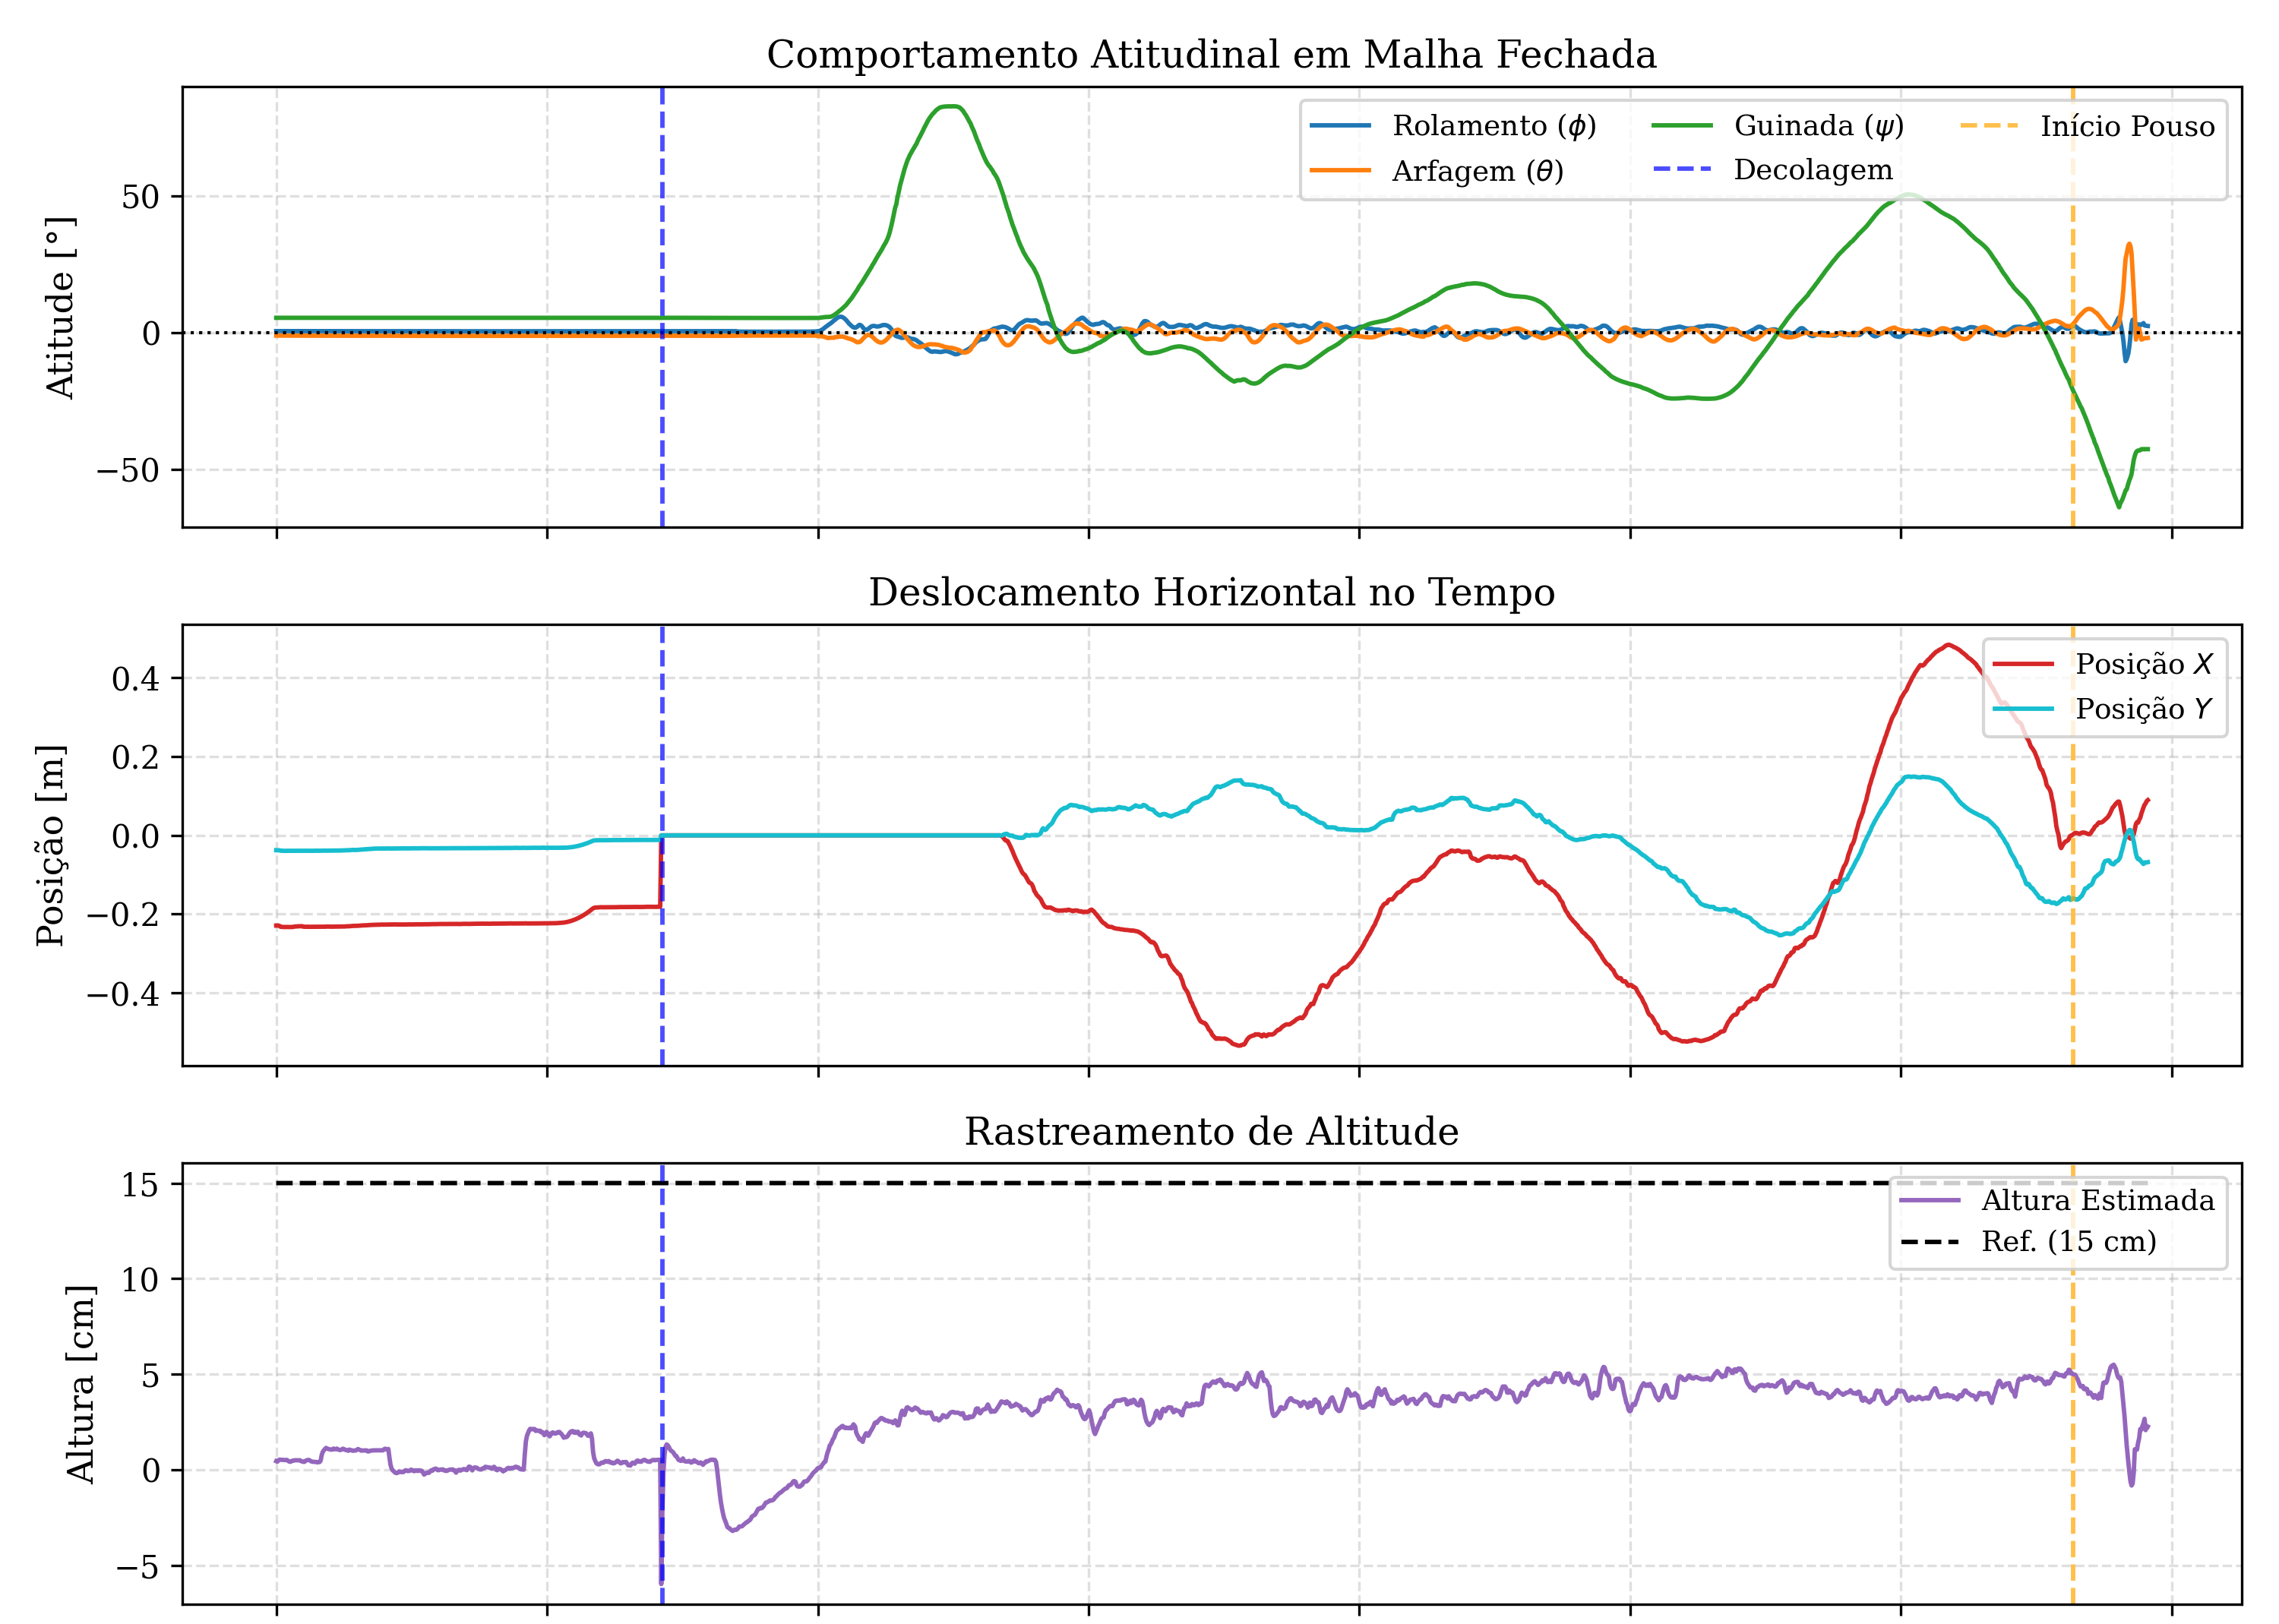 Comportamento Atitudinal em Malha Fechada
Atitude [°]
50
0
−50
Rolamento (ϕ)
Arfagem (θ)
Guinada (ψ)
Decolagem
Início Pouso
Deslocamento Horizontal no Tempo
Posição [m]
0.4
0.2
0.0
−0.2
−0.4
Posição X
Posição Y
Rastreamento de Altitude
Altura [cm]
15
10
5
0
−5
Altura Estimada
Ref. (15 cm)